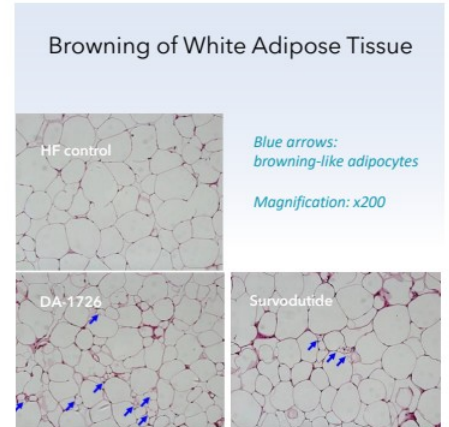 Browning of White Adipose Tissue
HF control
Blue arrows:
browning-like adipocytes
Magnification: x200
DA-1726
Survodutide